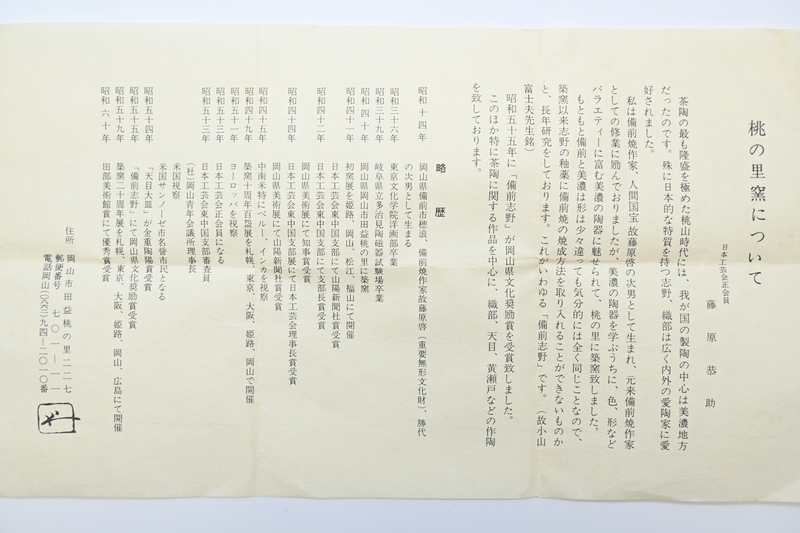 桃の里窯について
日本工芸会正会員
藤原恭助
茶陶の最も隆盛を極めた桃山時代には、我が国の製陶の中心は美濃地方
だったのです。殊に日本的な特質を持つ志野、織部は広く内外の愛陶家に愛
好されました。
私は備前焼作家、人間国宝故藤原啓の次男として生まれ、元来備前焼作家
としての修業に励んでおりましたが、美濃の陶器を学ぶうちに、色、形など
バラエティーに富む美濃の陶器に魅せられて、桃の里に築窯致しました。
もともと備前と美濃は形は少々違っても気分的には全く同じことなので、
築窯以来志野の釉薬に備前焼の焼成方法を取り入れることができないものか
と、長年研究をしております。これがいわゆる「備前志野」です。（故小山
富士夫先生銘）
昭和五十五年に「備前志野」が岡山県文化奨励賞を受賞致しました。
このほか特に茶陶に関する作品を中心に、織部、天目、黄瀬戸などの作陶
を致しております。
略歴
昭和十四年 岡山県備前市穂浪、備前焼作家故藤原啓（重要無形文化財）、勝代
の次男として生まる
昭和三十六年 東京文化学院洋画部卒業
昭和三十九年 岐阜県立多治見陶磁器試験場卒業
昭和四十年 岡山県岡山市田益桃の里に築窯
昭和四十一年 初窯展を姫路、岡山、松江、福山にて開催
日本工芸会東中国支部にて山陽新聞社賞受賞
昭和四十二年 日本工芸会東中国支部にて支部長賞受賞
岡山県美術展にて知事賞受賞
昭和四十四年 日本工芸会東中国支部展にて日本工芸会理事長賞受賞
岡山県美術展にて山陽新聞社賞受賞
昭和四十五年 中南米特にペルー、インカを視察
昭和五十年 築窯十周年百盌展を札幌、東京、大阪、姫路、岡山で開催
昭和五十一年 ヨーロッパを視察
昭和五十三年 日本工芸会正会員になる
昭和五十三年 日本工芸会東中国支部審査員
（社）岡山青年会議所理事長
米国視察
米国サンノーゼ市名誉市民となる
昭和五十四年 「天目大皿」が金重陶陽賞受賞
昭和五十五年 「備前志野」にて岡山県文化奨励賞受賞
昭和五十九年 築窯二十周年展を札幌、東京、大阪、姫路、岡山、広島にて開催
昭和六十年 田部美術館賞にて優秀賞受賞
住所 岡山市田益桃の里二二七
郵便番号 七〇一―一一
電話岡山（〇八六二）九四―二〇一〇番